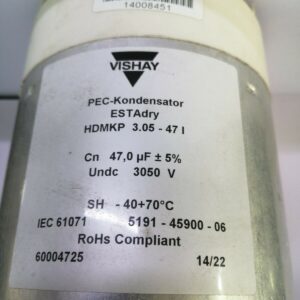 14008451
VISHAY
PEC-Kondensator
ESTAdry
HDMKP 3.05 - 47 I
Cn 47,0 µF ± 5%
Undc 3050 V
SH - 40+70°C
IEC 61071 5191 - 45900 - 06
RoHs Compliant
60004725 14/22